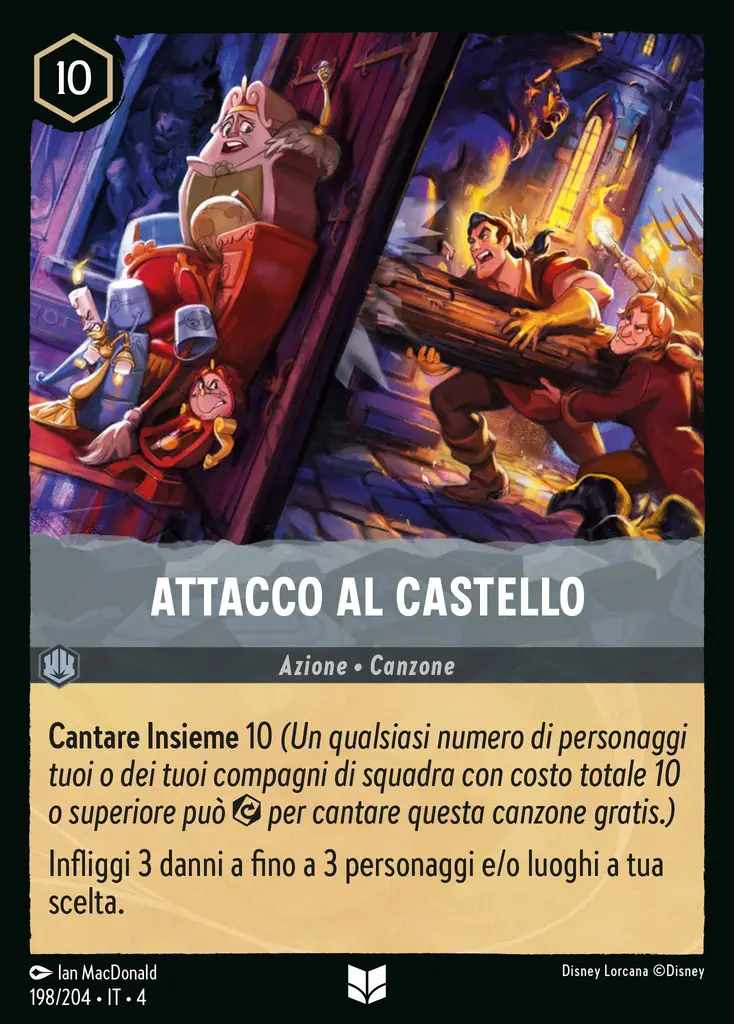 10
ATTACCO AL CASTELLO
Azione • Canzone
Cantare Insieme 10 (Un qualsiasi numero di personaggi
tuoi o dei tuoi compagni di squadra con costo totale 10
o superiore può per cantare questa canzone gratis.)
Infliggi 3 danni a fino a 3 personaggi e/o luoghi a tua
scelta.
Ian MacDonald
Disney Lorcana ©Disney
198/204 • IT • 4